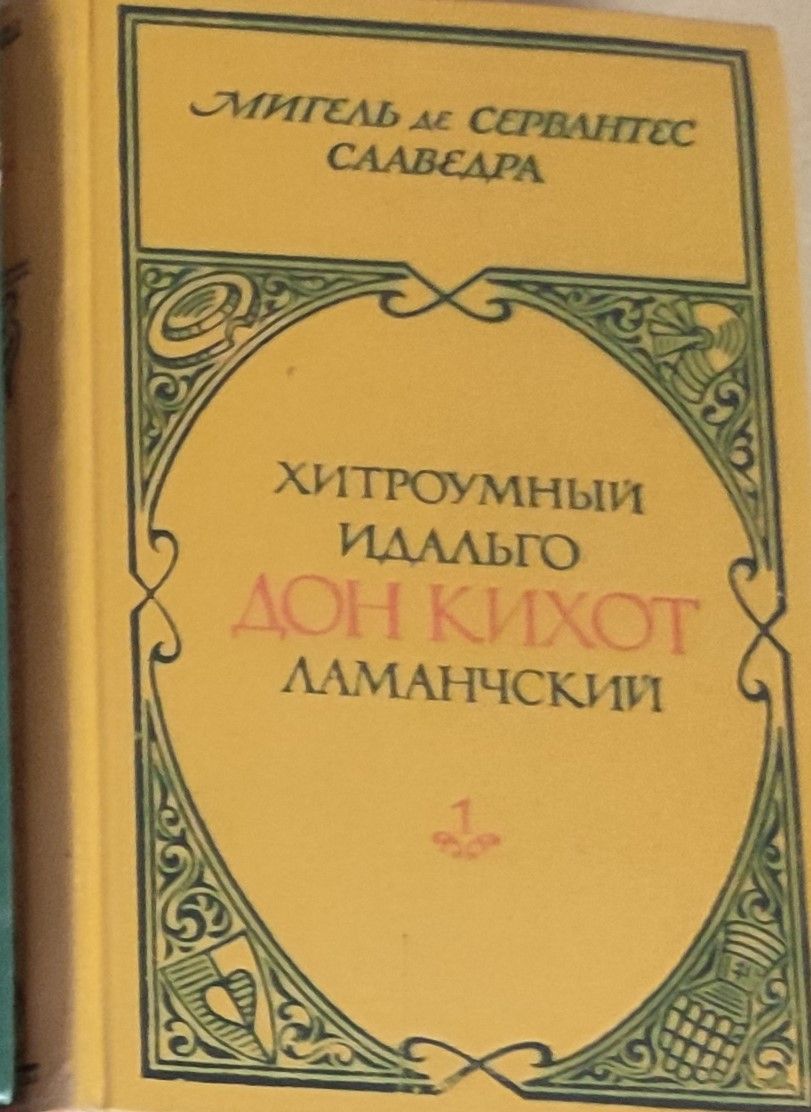 МИГЕЛЬ ДЕ СЕРВАНТЕС
СААВЕДРА
ХИТРОУМНЫЙ
ИДАЛЬГО
ДОН КИХОТ
ЛАМАНЧСКИЙ
1